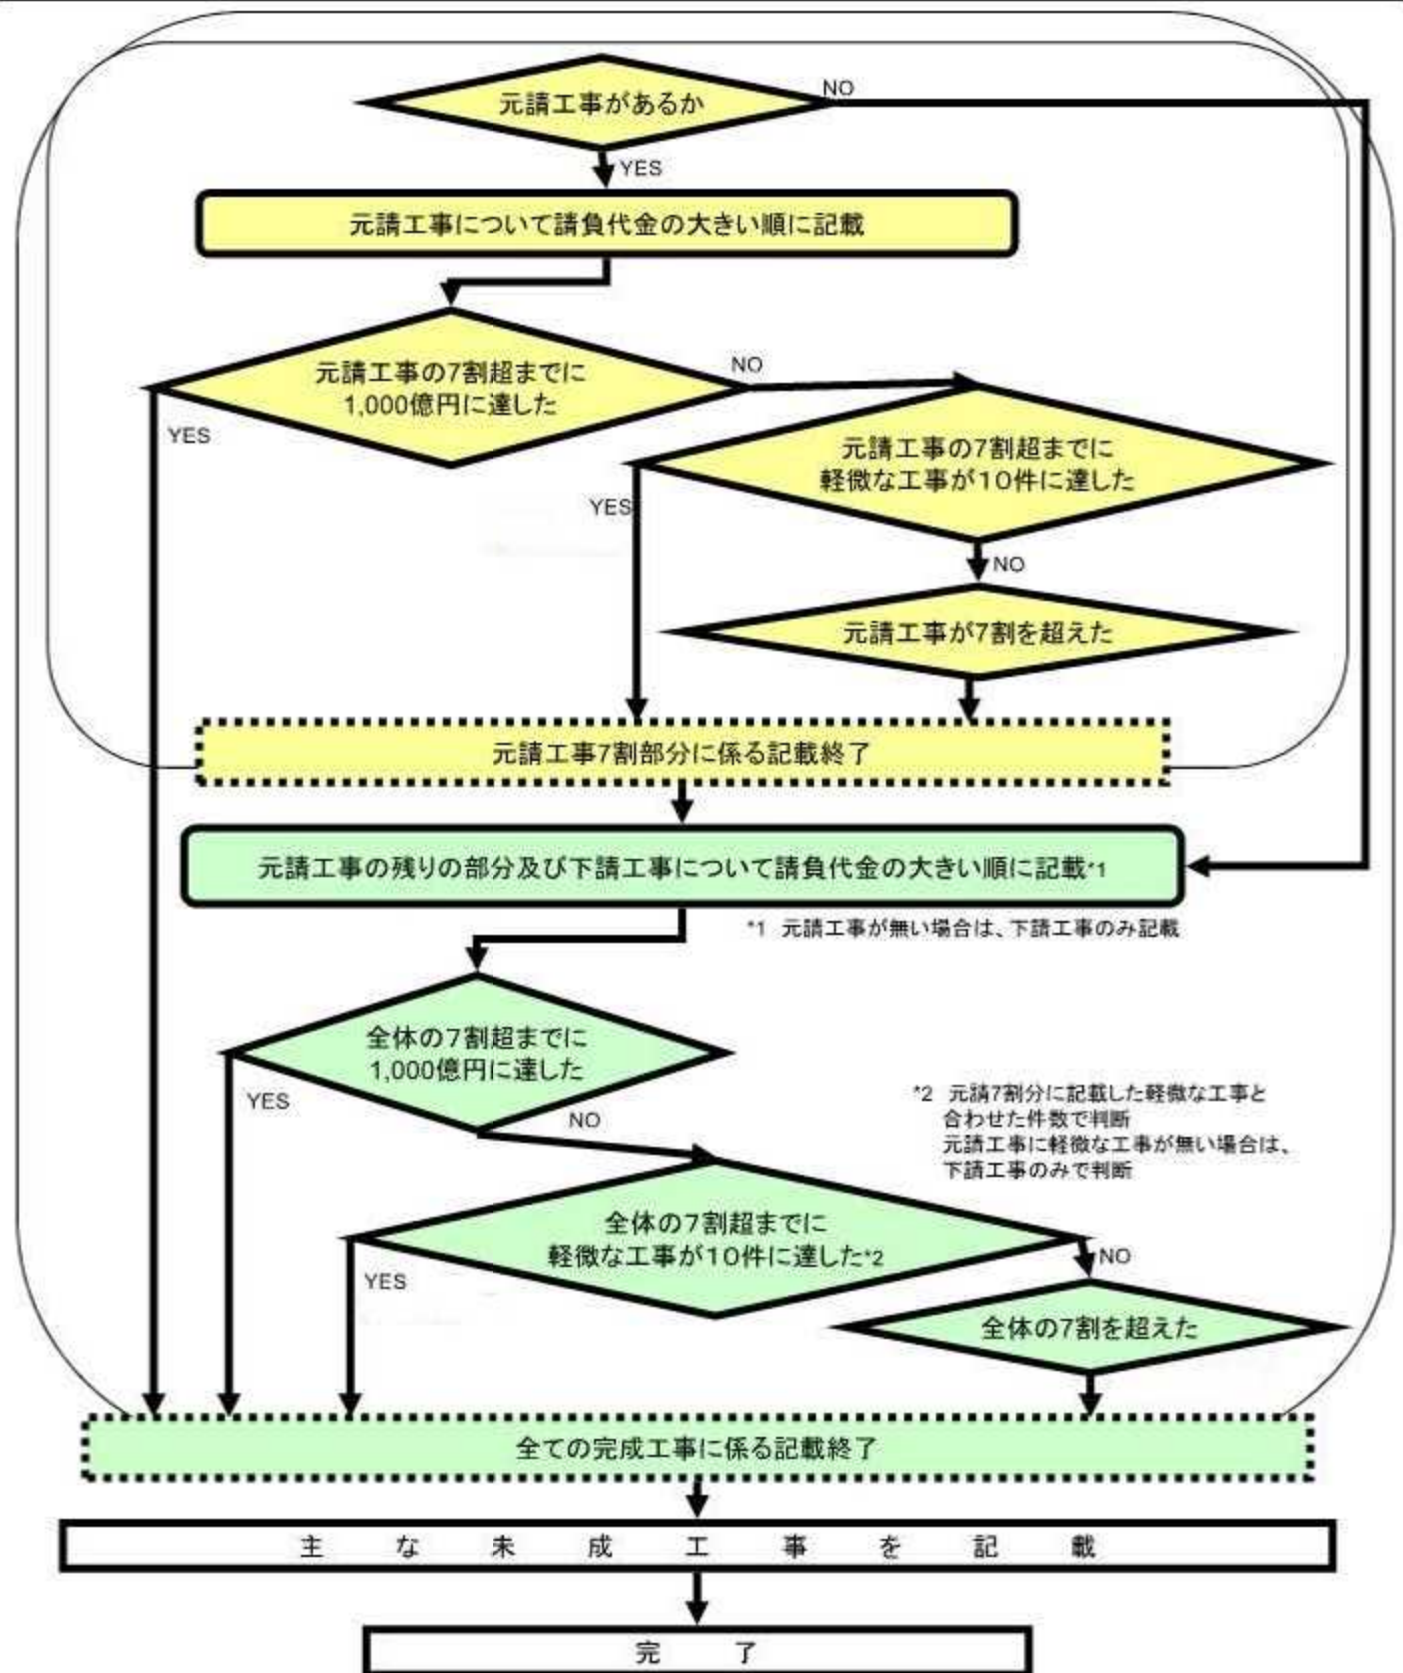 元請工事があるか
NO
YES
元請工事について請負代金の大きい順に記載
元請工事の7割超までに
1,000億円に達した
NO
YES
元請工事の7割超までに
軽微な工事が10件に達した
YES
NO
元請工事が7割を超えた
元請工事7割部分に係る記載終了
元請工事の残りの部分及び下請工事について請負代金の大きい順に記載*1
*1 元請工事が無い場合は、下請工事のみ記載
全体の7割超までに
1,000億円に達した
YES
NO
*2 元請7割分に記載した軽微な工事と
合わせた件数で判断
元請工事に軽微な工事が無い場合は、
下請工事のみで判断
全体の7割超までに
軽微な工事が10件に達した*2
YES
NO
全体の7割を超えた
全ての完成工事に係る記載終了
主な未成工事を記載
完了